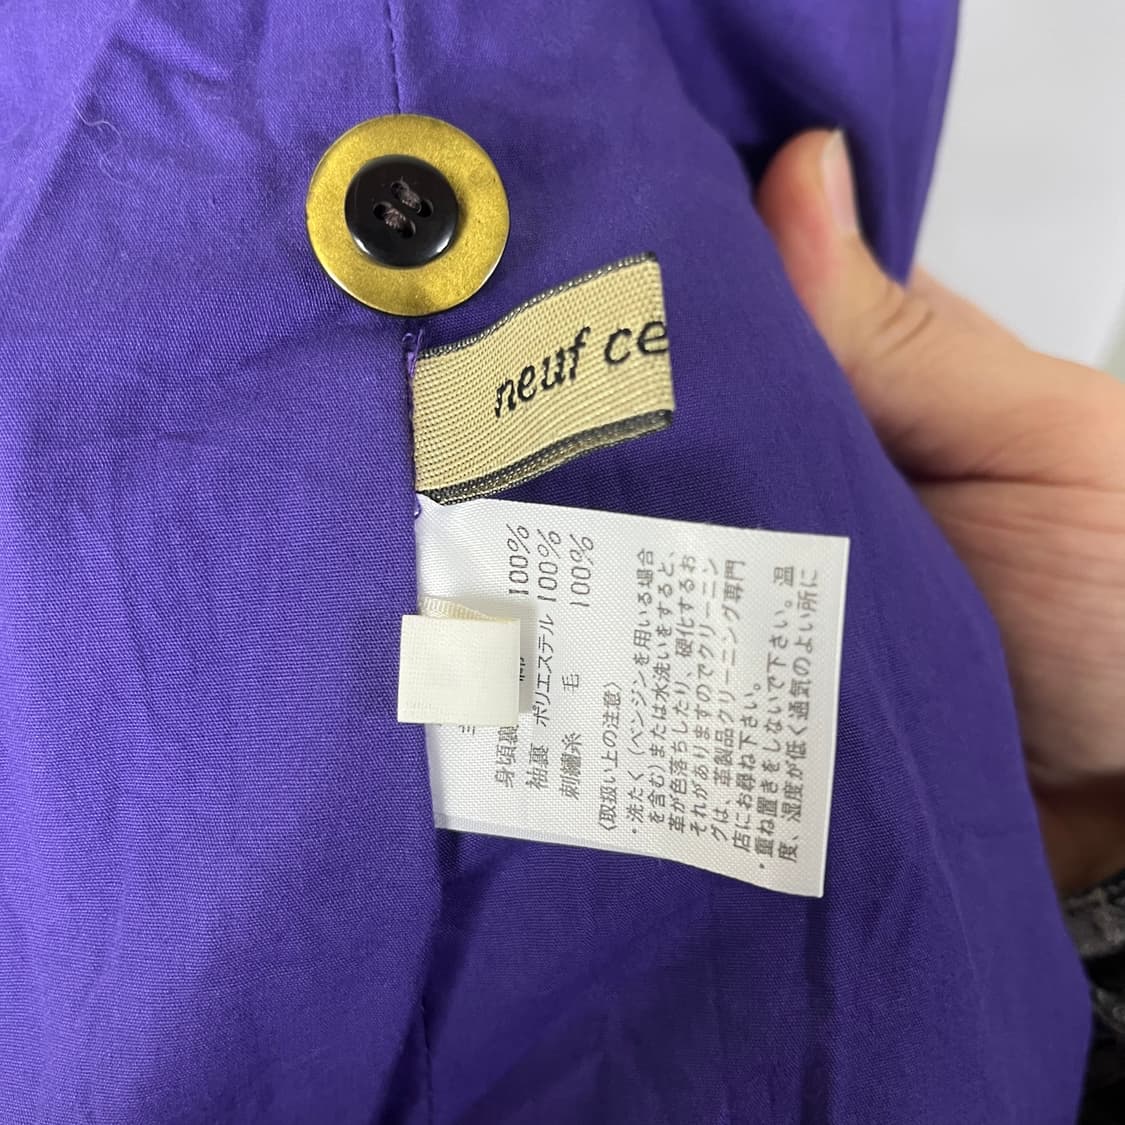 neuf ce
身頃裏 綿 100%
袖裏 ポリエステル 100%
刺繍糸 毛 100%
〈取扱い上の注意〉
・洗たく(ベンジンを用いる場合
を含む)または水洗いをすると、
革が色落ちしたり、硬化するお
それがありますのでクリーニン
グは、革製品クリーニング専門
店にお尋ね下さい。
・重ね置きをしないで下さい。温
度、湿度が低く通気のよい所に